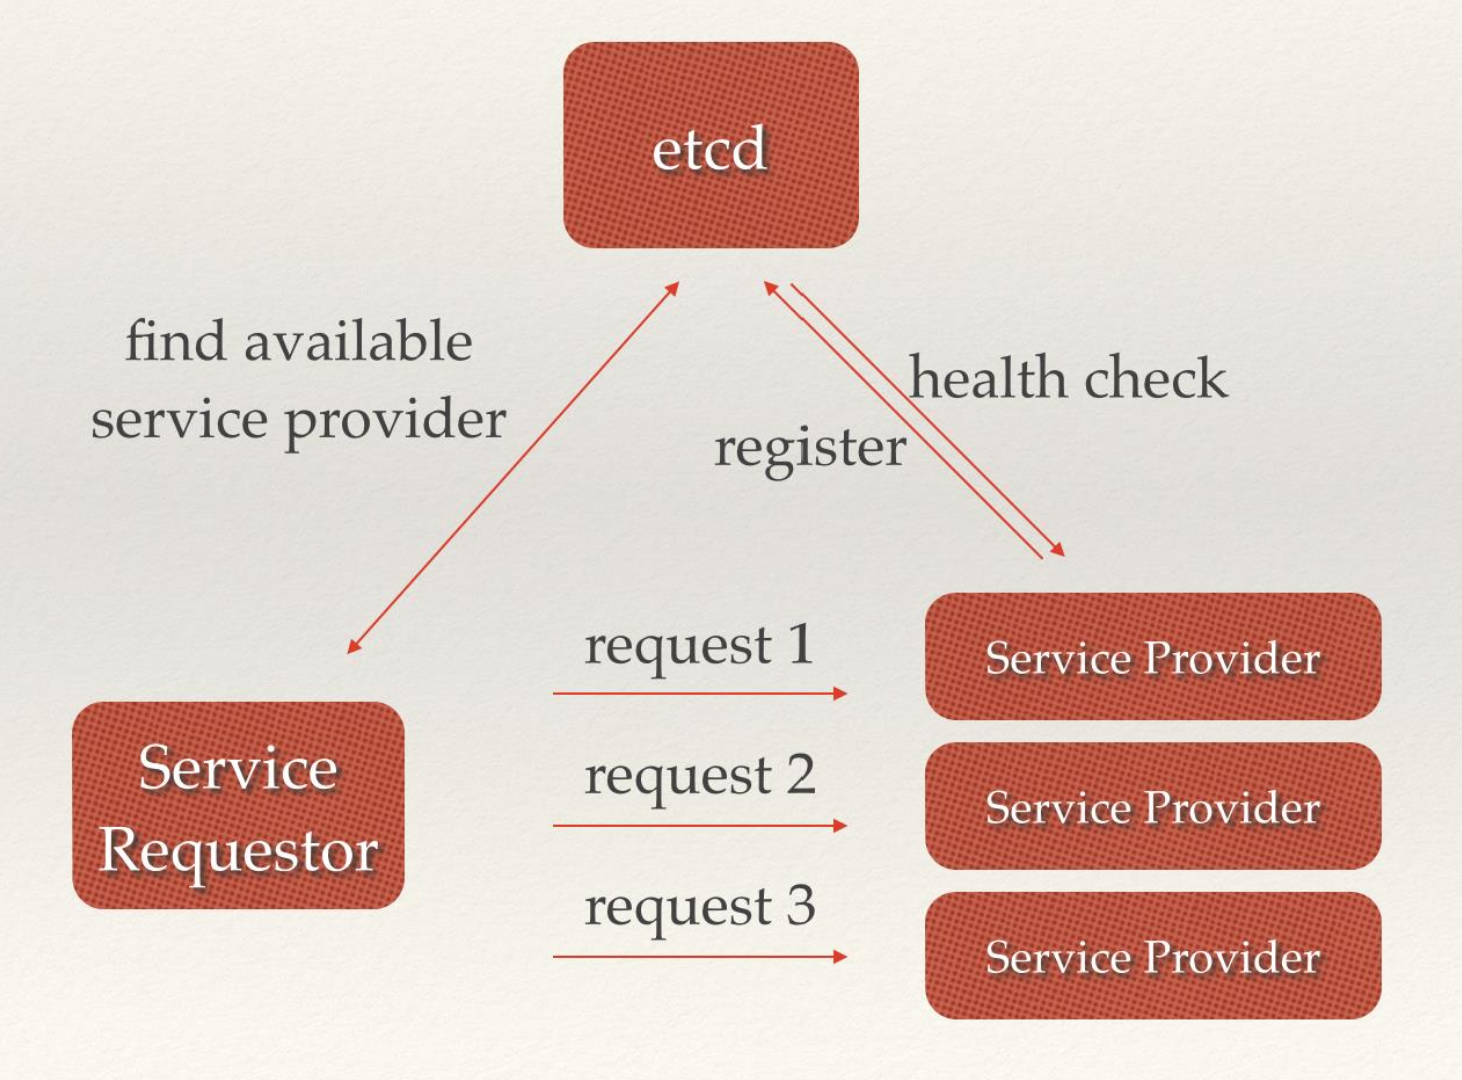 etcd
find available
service provider
health check
register
request 1
request 2
request 3
Service
Requestor
Service Provider
Service Provider
Service Provider